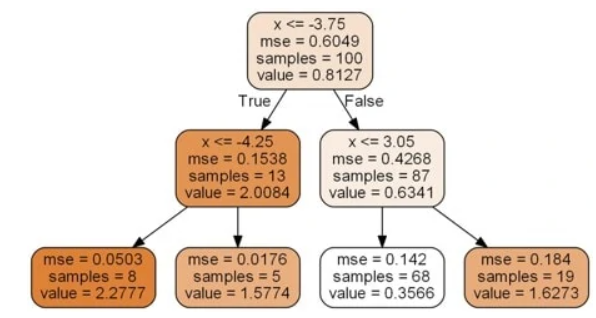 x <= -3.75
mse = 0.6049
samples = 100
value = 0.8127
True
False
x <= -4.25
mse = 0.1538
samples = 13
value = 2.0084
x <= 3.05
mse = 0.4268
samples = 87
value = 0.6341
mse = 0.0503
samples = 8
value = 2.2777
mse = 0.0176
samples = 5
value = 1.5774
mse = 0.142
samples = 68
value = 0.3566
mse = 0.184
samples = 19
value = 1.6273